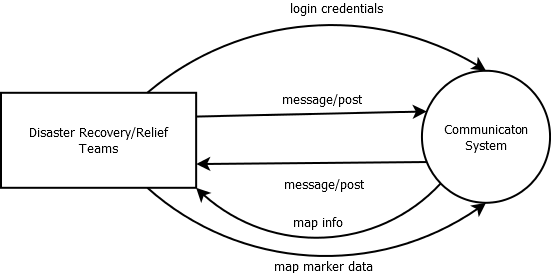 login credentials
message/post
Disaster Recovery/Relief
Teams
Communicaton
System
message/post
map info
map marker data